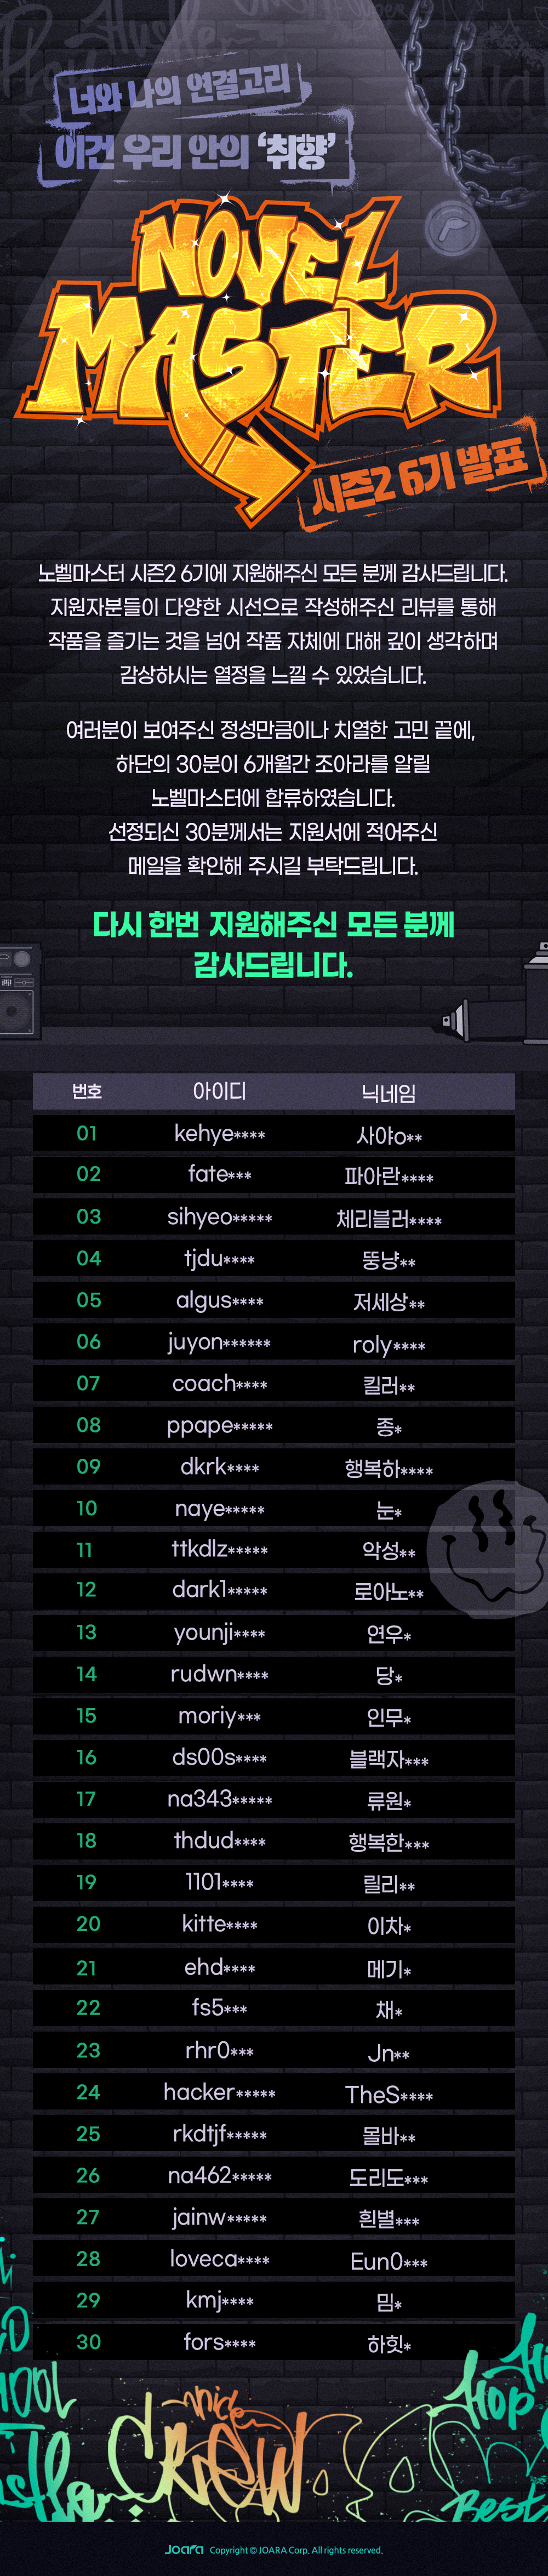 너와 나의 연결고리
이건 우리 안의 ‘취향’
NOVEL
MASTER
시즌2 6기 발표
노벨마스터 시즌2 6기에 지원해주신 모든 분께 감사드립니다.
지원자분들이 다양한 시선으로 작성해주신 리뷰를 통해
작품을 즐기는 것을 넘어 작품 자체에 대해 깊이 생각하며
감상하시는 열정을 느낄 수 있었습니다.
여러분이 보여주신 정성만큼이나 치열한 고민 끝에,
하단의 30분이 6개월간 조아라를 알릴
노벨마스터에 합류하였습니다.
선정되신 30분께서는 지원서에 적어주신
메일을 확인해 주시길 부탁드립니다.
다시 한번 지원해주신 모든 분께
감사드립니다.
번호 아이디 닉네임
01 kehye**** 사야o**
02 fate*** 파아란****
03 sihyeo***** 체리블러****
04 tjdu**** 뚱냥**
05 algus**** 저세상**
06 juyon****** roly****
07 coach**** 킬러**
08 ppape***** 종*
09 dkrk**** 행복하****
10 naye***** 눈*
11 ttkdlz***** 악성**
12 dark1***** 로아노**
13 younji**** 연우*
14 rudwn**** 당*
15 moriy*** 인무*
16 ds00s**** 블랙자***
17 na343***** 류원*
18 thdud**** 행복한***
19 1101**** 릴리**
20 kitte**** 이차*
21 ehd**** 메기*
22 fs5*** 채*
23 rhr0*** Jn**
24 hacker***** TheS****
25 rkdtjf***** 몰바**
26 na462***** 도리도***
27 jainw***** 흰별***
28 loveca**** Eun0***
29 kmj**** 밈*
30 fors**** 하힛*
Crew
Hip
Hop
Best
JOARA Copyright © JOARA Corp. All rights reserved.